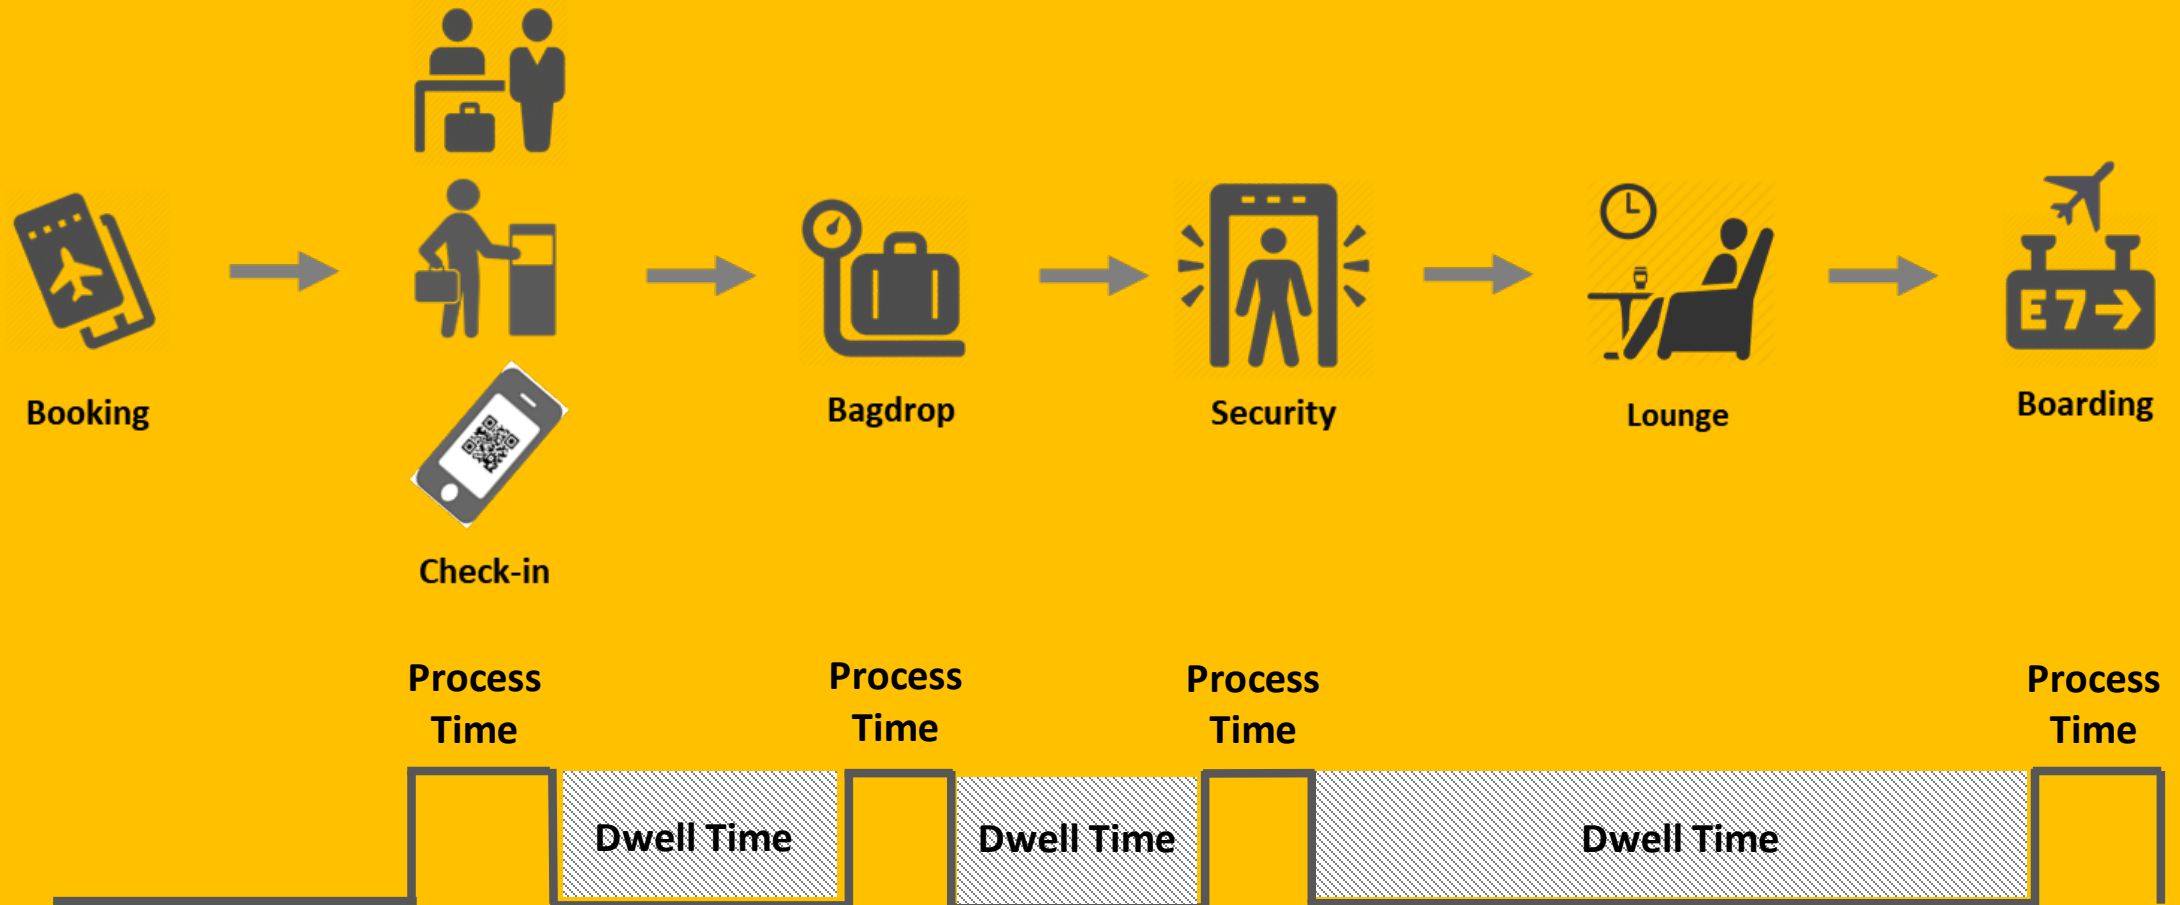 E7→
Booking
Check-in
Bagdrop
Security
Lounge
Boarding
Process
Time
Process
Time
Process
Time
Process
Time
Dwell Time
Dwell Time
Dwell Time